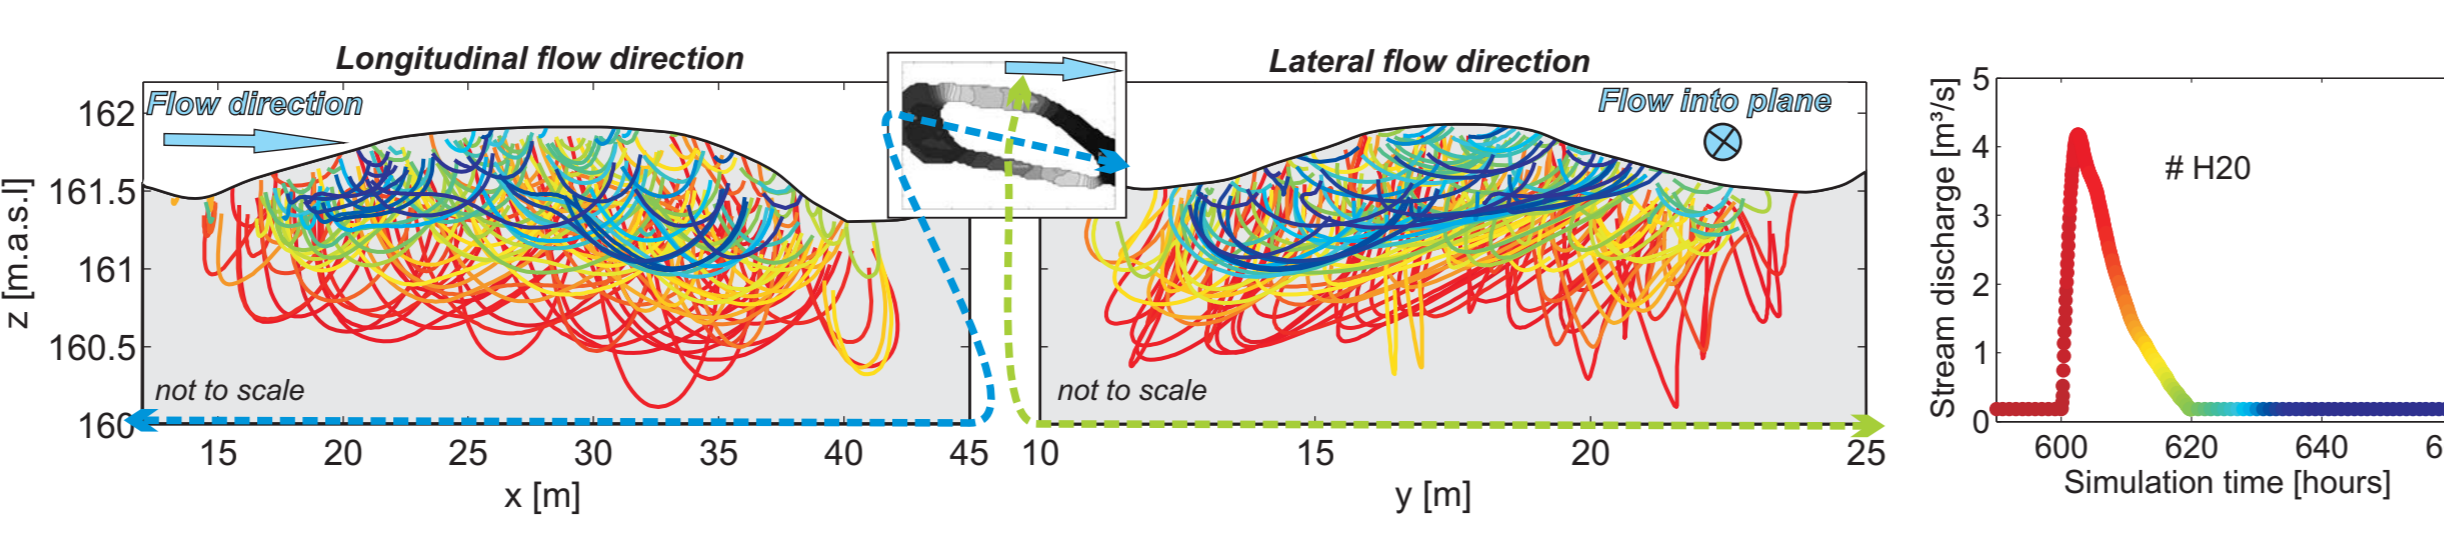 Longitudinal flow direction
Flow direction
162
161.5
161
160.5
160
z [m.a.s.l]
not to scale
15 20 25 30 35 40 45
x [m]
Lateral flow direction
Flow into plane
not to scale
10 15 20 25
y [m]
5
4
3
2
1
0
Stream discharge [m³/s]
# H20
600 620 640 6
Simulation time [hours]